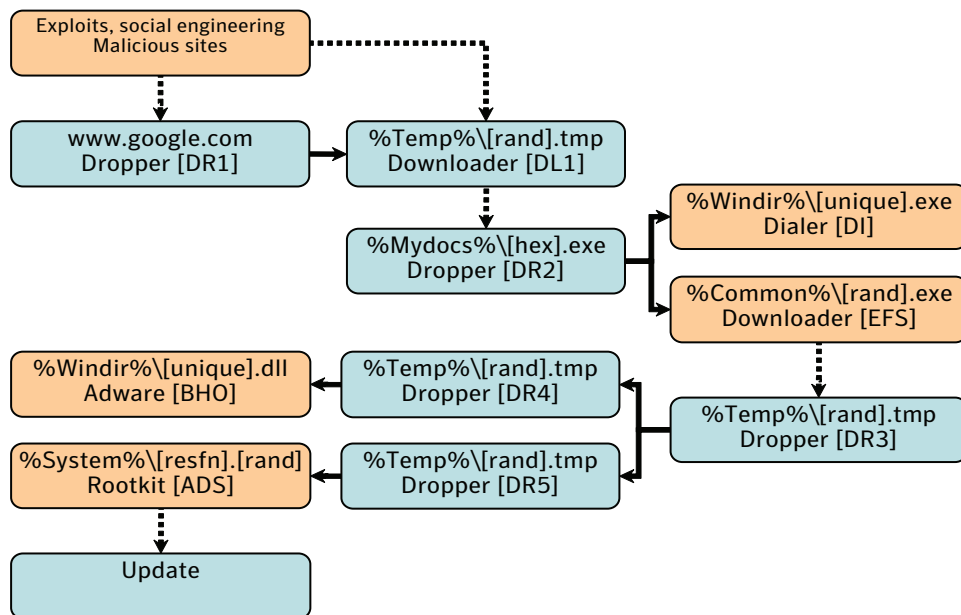 Exploits, social engineering
Malicious sites
www.google.com
Dropper [DR1]
%Temp%\[rand].tmp
Downloader [DL1]
%Mydocs%\[hex].exe
Dropper [DR2]
%Windir%\[unique].exe
Dialer [DI]
%Common%\[rand].exe
Downloader [EFS]
%Windir%\[unique].dll
Adware [BHO]
%Temp%\[rand].tmp
Dropper [DR4]
%Temp%\[rand].tmp
Dropper [DR3]
%System%\[resfn].[rand]
Rootkit [ADS]
%Temp%\[rand].tmp
Dropper [DR5]
Update